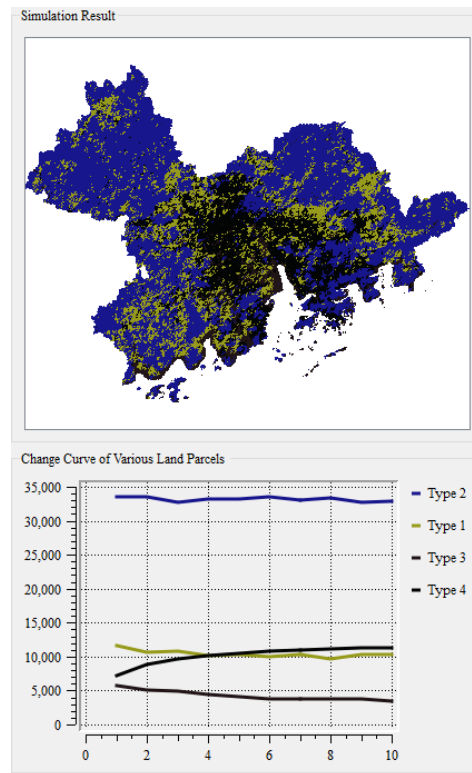 Simulation Result
Change Curve of Various Land Parcels
35,000
30,000
25,000
20,000
15,000
10,000
5,000
0
0 2 4 6 8 10
Type 2
Type 1
Type 3
Type 4